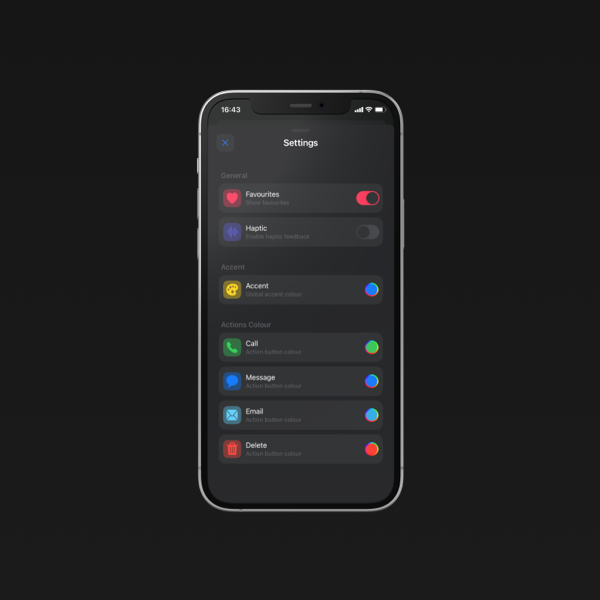 16:43
Settings
General
Favourites
Show favourites
Haptic
Enable haptic feedback
Accent
Accent
Global accent colour
Actions Colour
Call
Action button colour
Message
Action button colour
Email
Action button colour
Delete
Action button colour